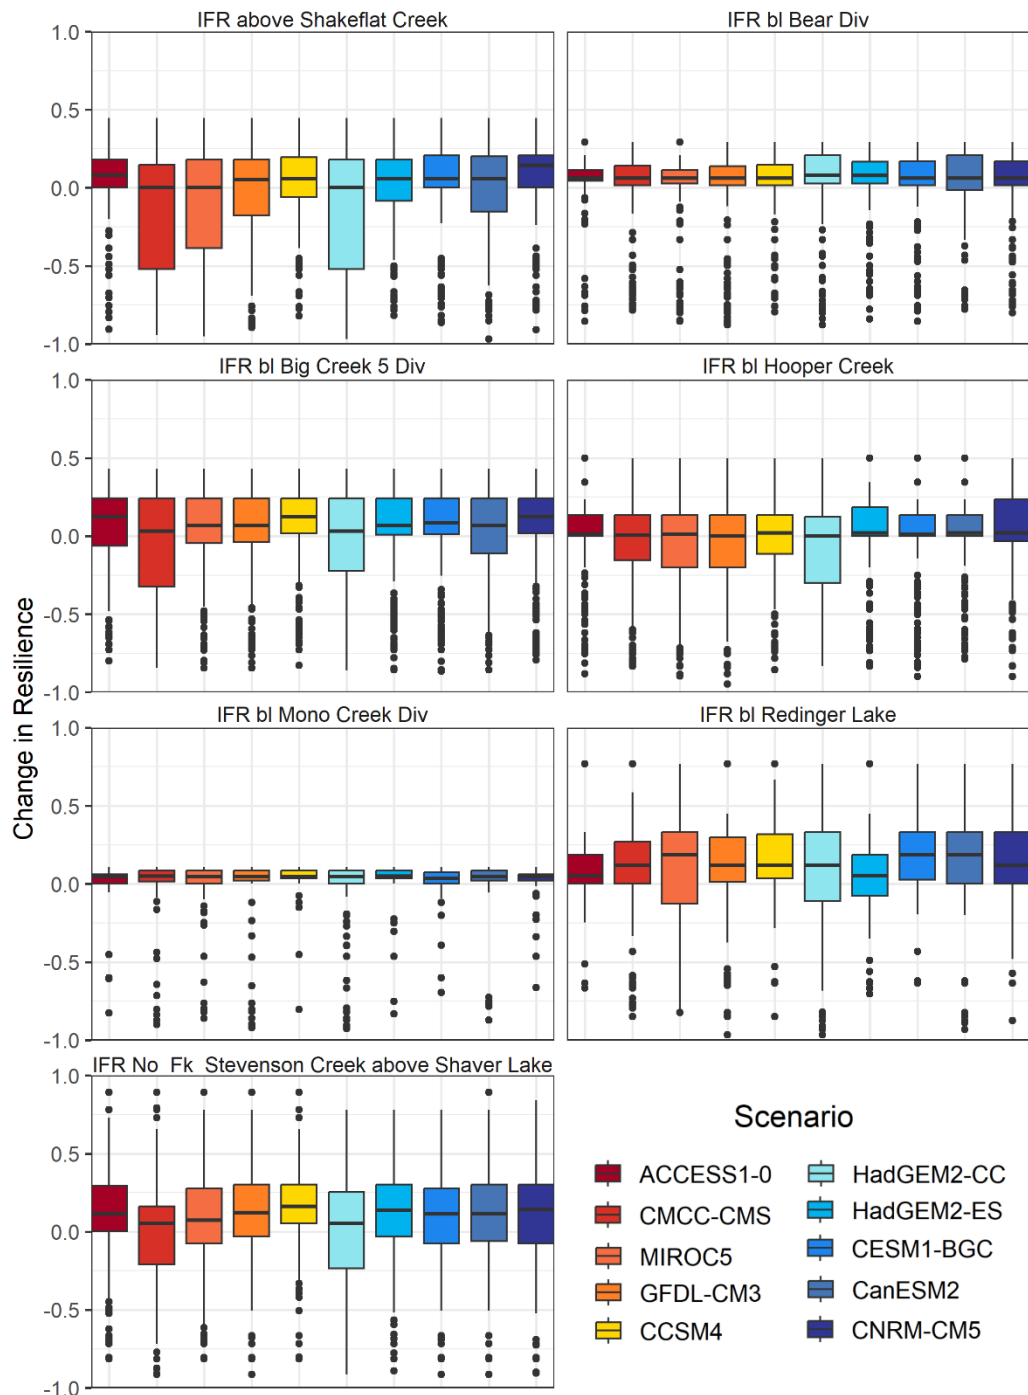 IFR above Shakeflat Creek
IFR bl Bear Div
1.0
0.5
0.0
-0.5
-1.0
IFR bl Big Creek 5 Div
IFR bl Hooper Creek
1.0
0.5
0.0
-0.5
-1.0
Change in Resilience
IFR bl Mono Creek Div
IFR bl Redinger Lake
1.0
0.5
0.0
-0.5
-1.0
IFR No Fk Stevenson Creek above Shaver Lake
1.0
0.5
0.0
-0.5
-1.0
Scenario
ACCESS1-0
CMCC-CMS
MIROC5
GFDL-CM3
CCSM4
HadGEM2-CC
HadGEM2-ES
CESM1-BGC
CanESM2
CNRM-CM5